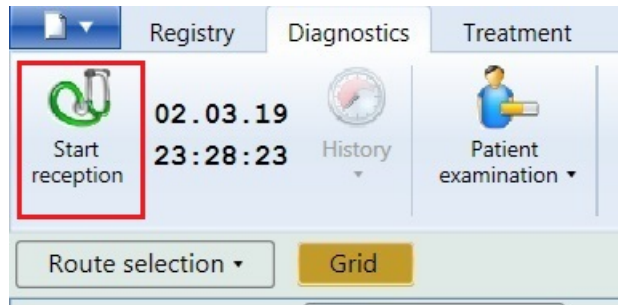 Registry
Diagnostics
Treatment
Start
reception
02.03.19
23:28:23
History
Patient
examination
Route selection
Grid